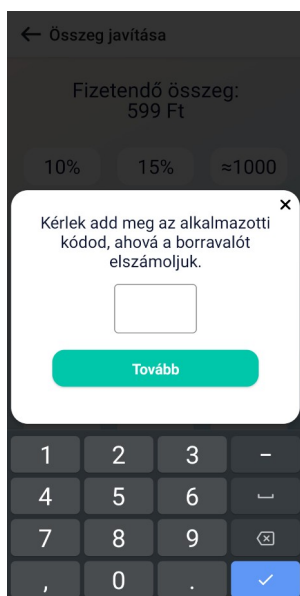 ← Összeg javítása
Fizetendő összeg:
599 Ft
10% 15% ≈1000
×
Kérlek add meg az alkalmazotti
kódod, ahová a borravalót
elszámoljuk.
Tovább
1 2 3 –
4 5 6
7 8 9
, 0 .